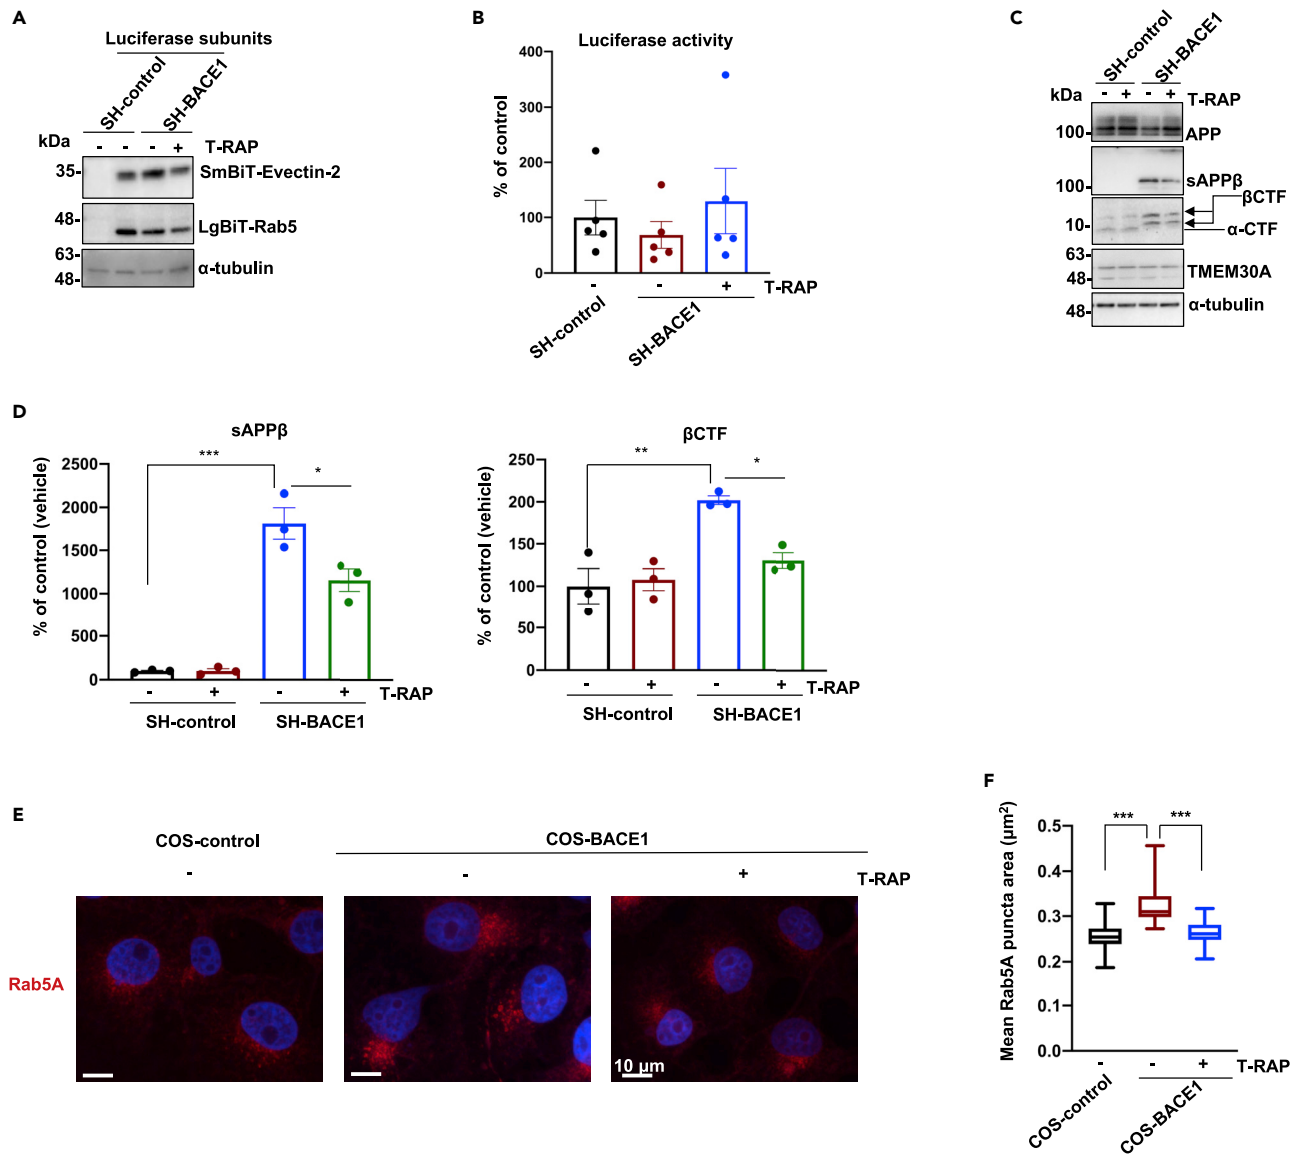 A
Luciferase subunits
SH-control
SH-BACE1
kDa
- - - + T-RAP
35-
SmBiT-Evectin-2
48-
LgBiT-Rab5
63-
48-
α-tubulin
B
Luciferase activity
% of control
400
300
200
100
0
- - + T-RAP
SH-control
SH-BACE1
C
SH-control
SH-BACE1
kDa
- + - + T-RAP
100-
APP
100-
sAPPβ
βCTF
10-
α-CTF
63-
48-
TMEM30A
48-
α-tubulin
D
sAPPβ
% of control (vehicle)
2500
2000
1500
1000
500
0
***
*
- + - + T-RAP
SH-control SH-BACE1
βCTF
% of control (vehicle)
250
200
150
100
50
0
**
*
- + - + T-RAP
SH-control SH-BACE1
E
COS-control COS-BACE1
- - + T-RAP
Rab5A
10 μm
F
Mean Rab5A puncta area (μm²)
0.5
0.4
0.3
0.2
0.1
0.0
*** ***
- - + T-RAP
COS-control
COS-BACE1